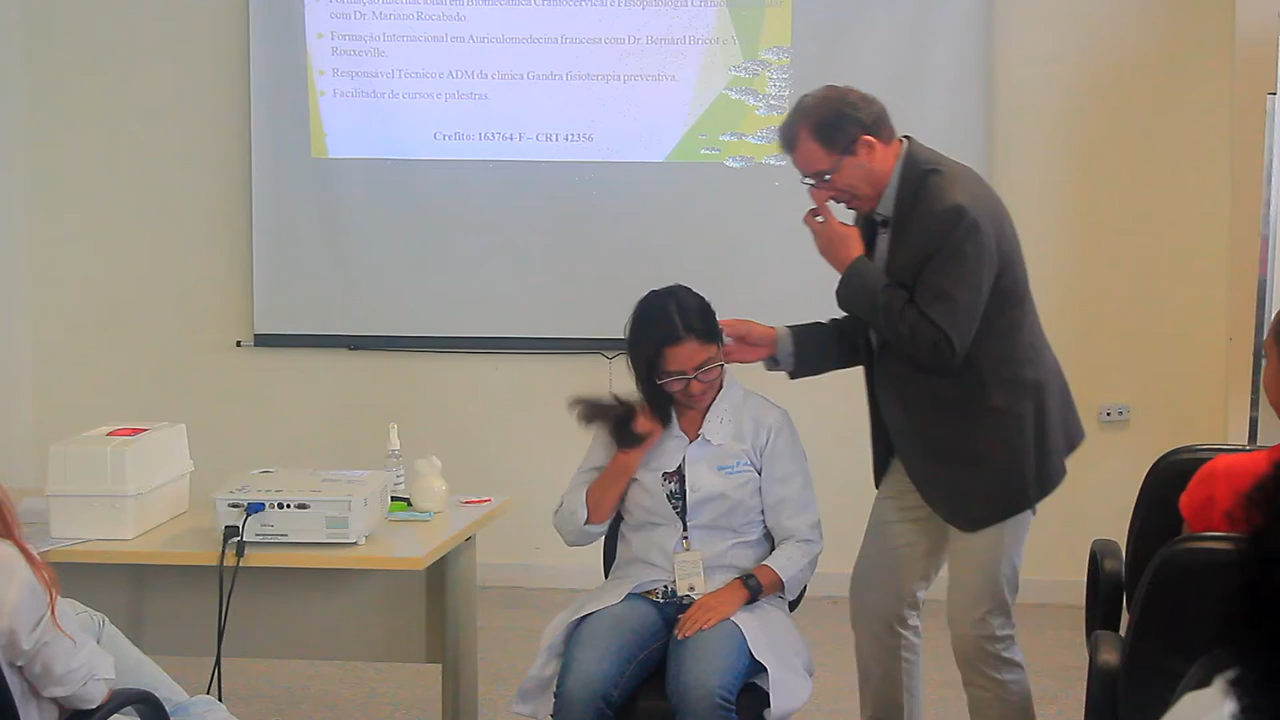 Formação Internacional em Biomecânica Craniocervical e Fisiopatologia
com Dr. Mariano Rocabado
Formação Internacional em Auriculomedecina francesa com Dr. Bernard Bricot e Y
Rouxeville.
Responsável Técnico e ADM da clínica Gandra fisioterapia preventiva.
Facilitador de cursos e palestras.
Crefito: 163764-F – CRT 42356